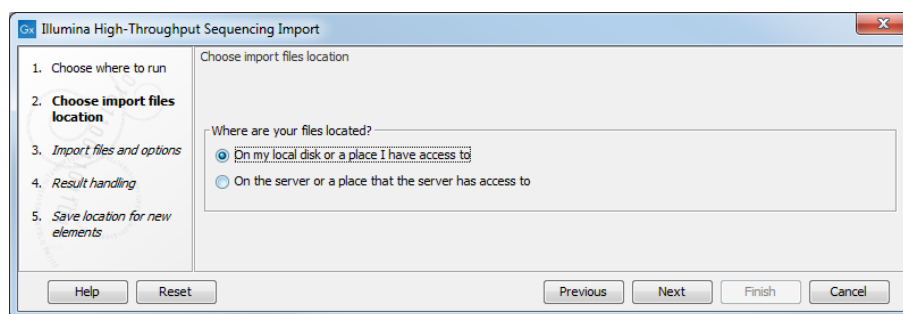 Gx Illumina High-Throughput Sequencing Import
1. Choose where to run
2. Choose import files
location
3. Import files and options
4. Result handling
5. Save location for new
elements
Choose import files location
Where are your files located?
On my local disk or a place I have access to
On the server or a place that the server has access to
Help Reset Previous Next Finish Cancel